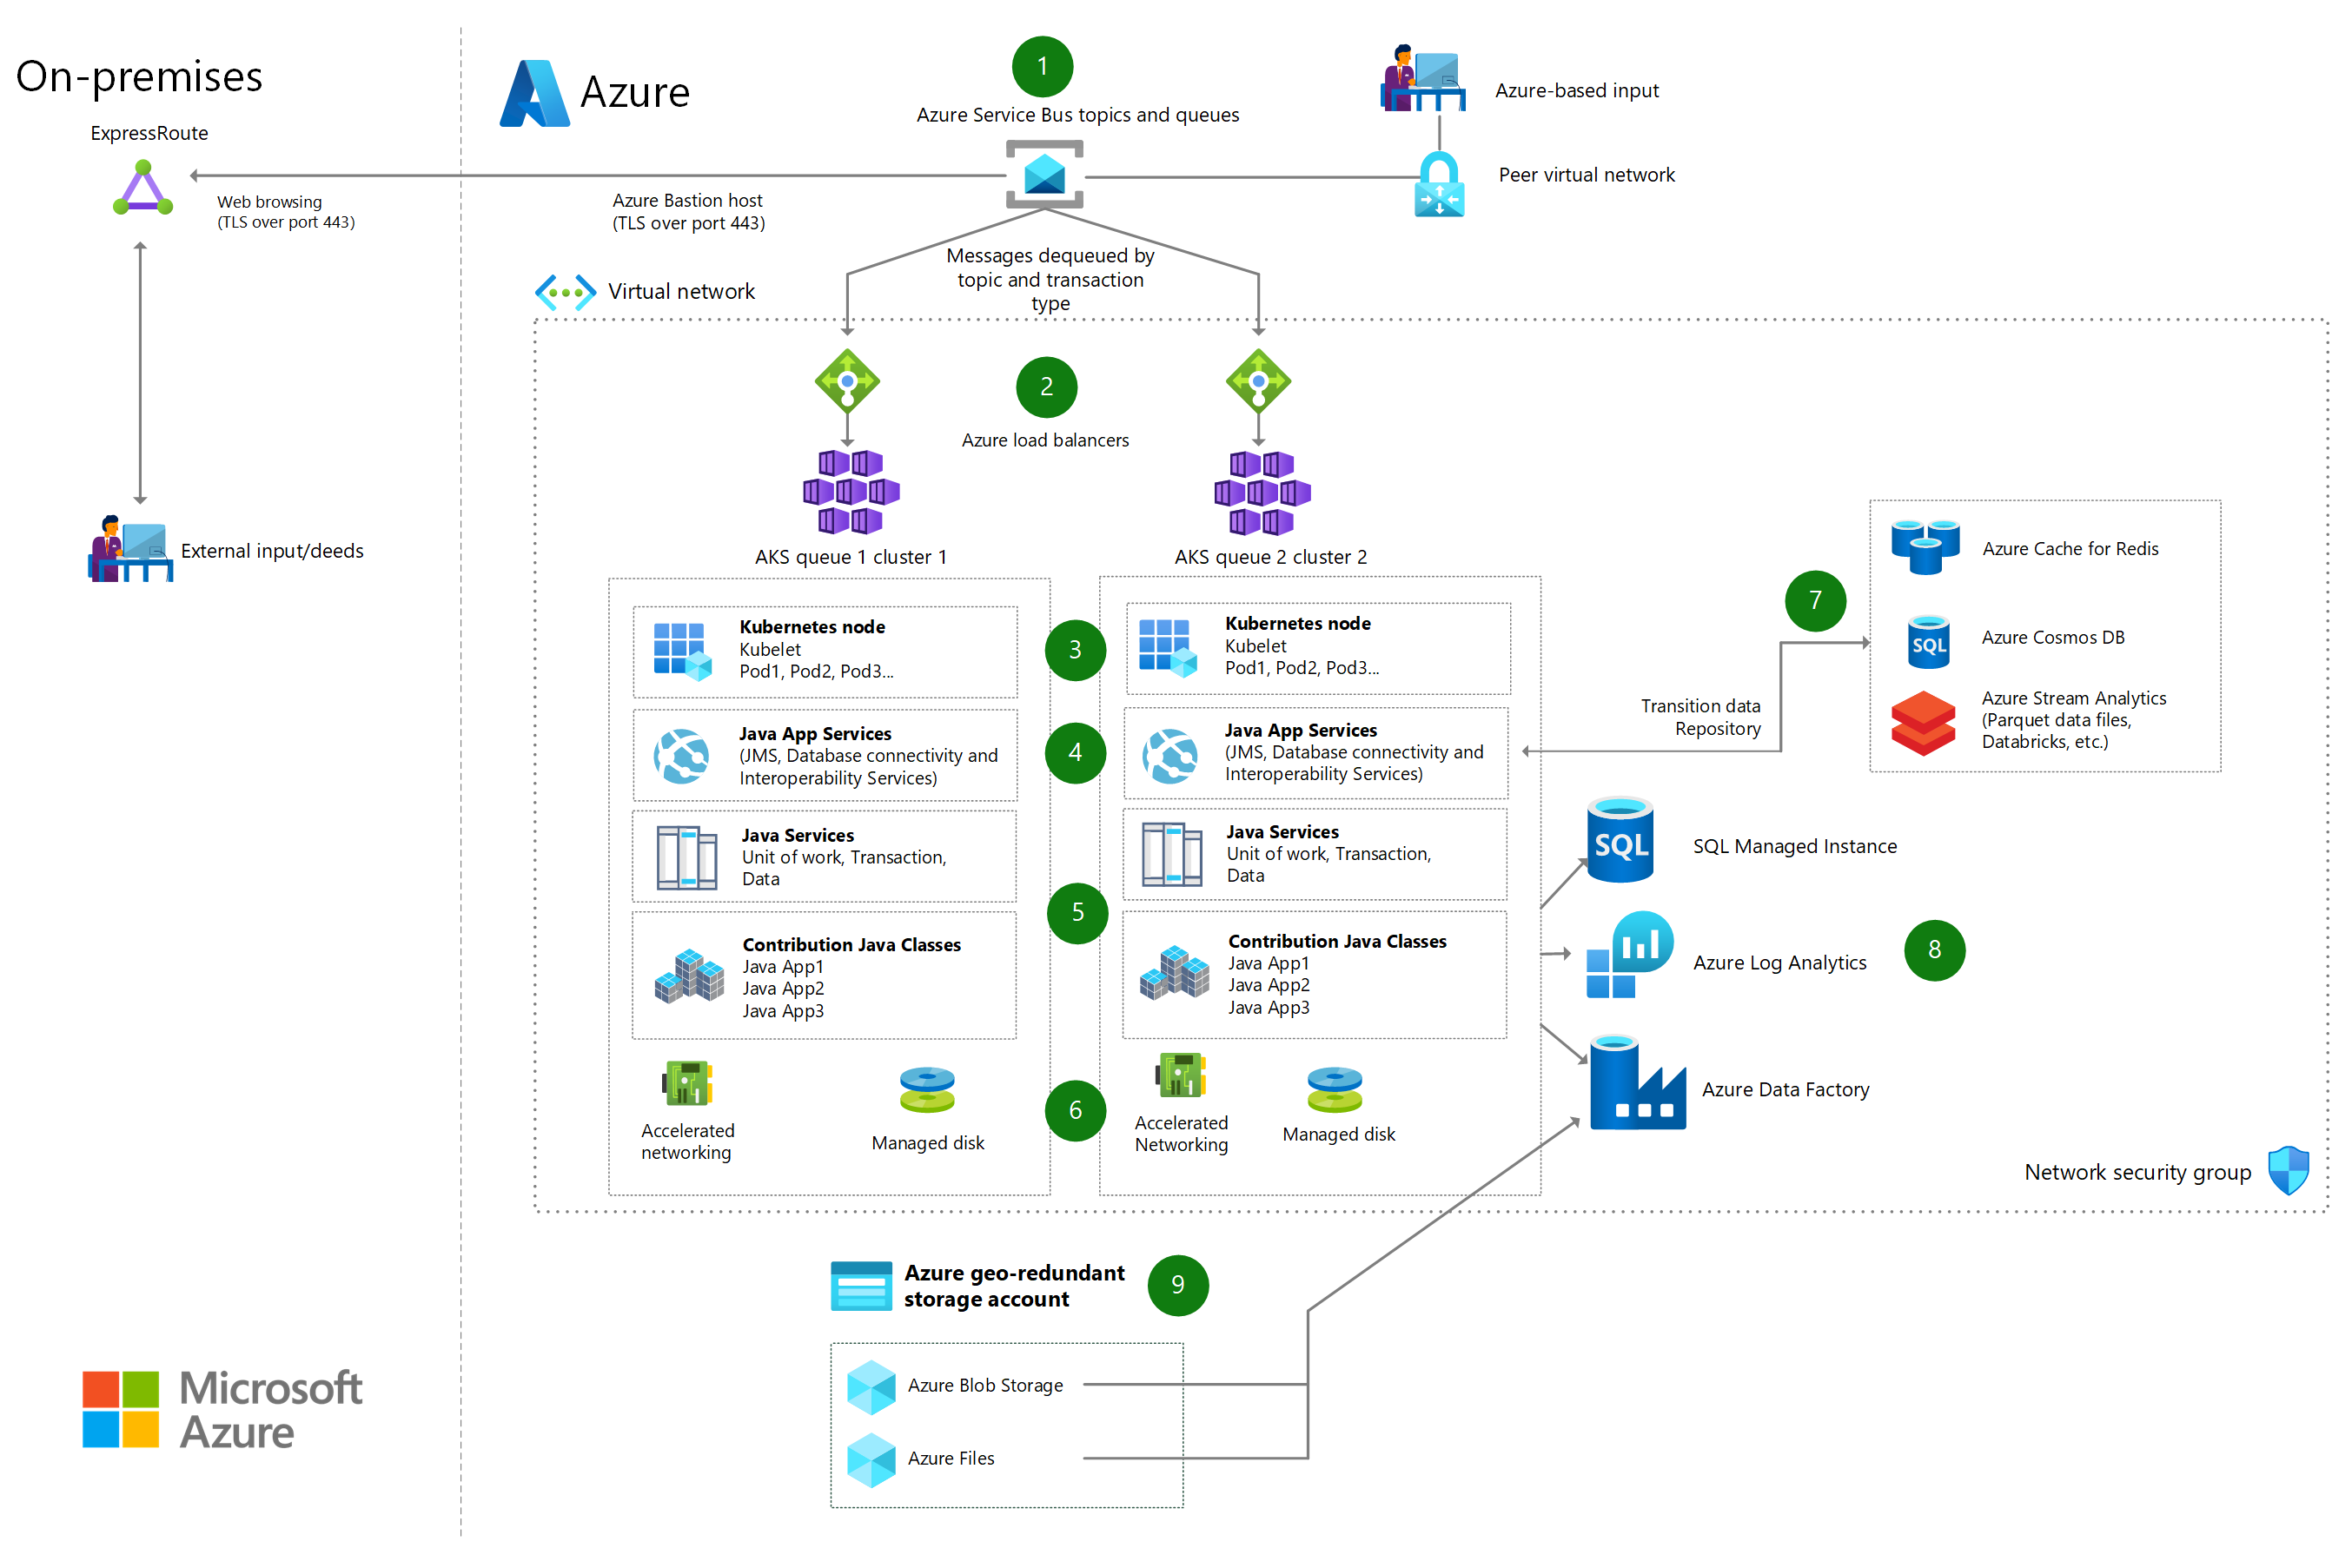 On-premises
ExpressRoute
Web browsing
(TLS over port 443)
External input/deeds
Azure
Azure Bastion host
(TLS over port 443)
1
Azure Service Bus topics and queues
Azure-based input
Peer virtual network
Messages dequeued by
topic and transaction
type
Virtual network
2
Azure load balancers
AKS queue 1 cluster 1
AKS queue 2 cluster 2
Kubernetes node
Kubelet
Pod1, Pod2, Pod3...
Java App Services
(JMS, Database connectivity and
Interoperability Services)
Java Services
Unit of work, Transaction,
Data
Contribution Java Classes
Java App1
Java App2
Java App3
Accelerated
networking
Managed disk
3
4
5
6
Kubernetes node
Kubelet
Pod1, Pod2, Pod3...
Java App Services
(JMS, Database connectivity and
Interoperability Services)
Java Services
Unit of work, Transaction,
Data
Contribution Java Classes
Java App1
Java App2
Java App3
Accelerated
Networking
Managed disk
Transition data
Repository
7
Azure Cache for Redis
SQL
Azure Cosmos DB
Azure Stream Analytics
(Parquet data files,
Databricks, etc.)
SQL
SQL Managed Instance
Azure Log Analytics
8
Azure Data Factory
Network security group
Azure geo-redundant
storage account
9
Azure Blob Storage
Azure Files
Microsoft
Azure